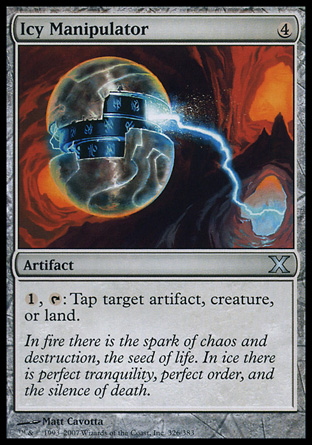 Icy Manipulator 4
Artifact X
1, T: Tap target artifact, creature,
or land.
In fire there is the spark of chaos and
destruction, the seed of life. In ice there
is perfect tranquility, perfect order, and
the silence of death.
Matt Cavotta
™ & © 1993–2007 Wizards of the Coast, Inc. 326/383